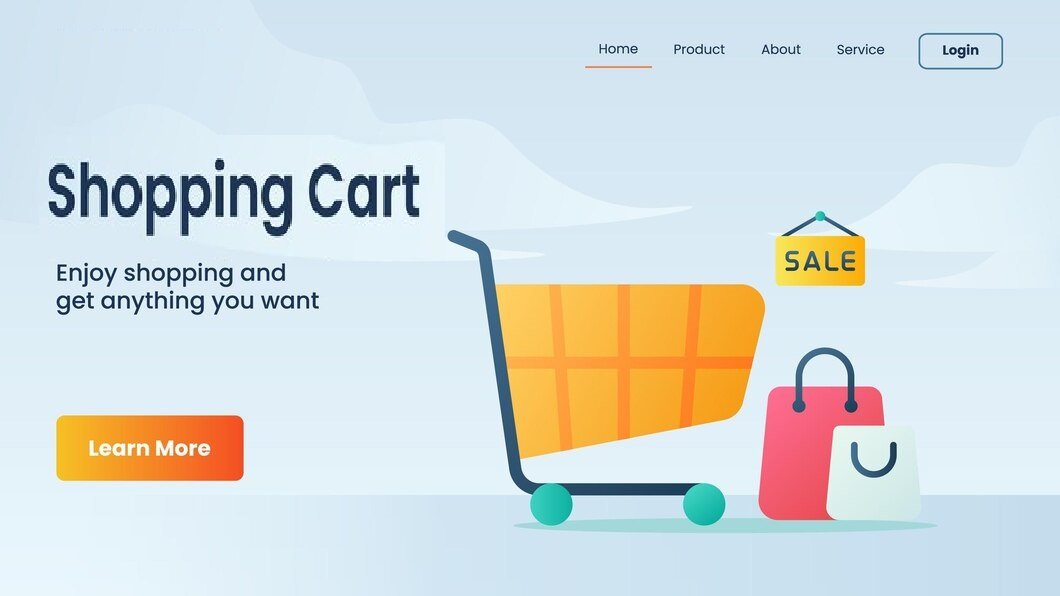 Home Product About Service Login
Shopping Cart
SALE
Enjoy shopping and
get anything you want
Learn More